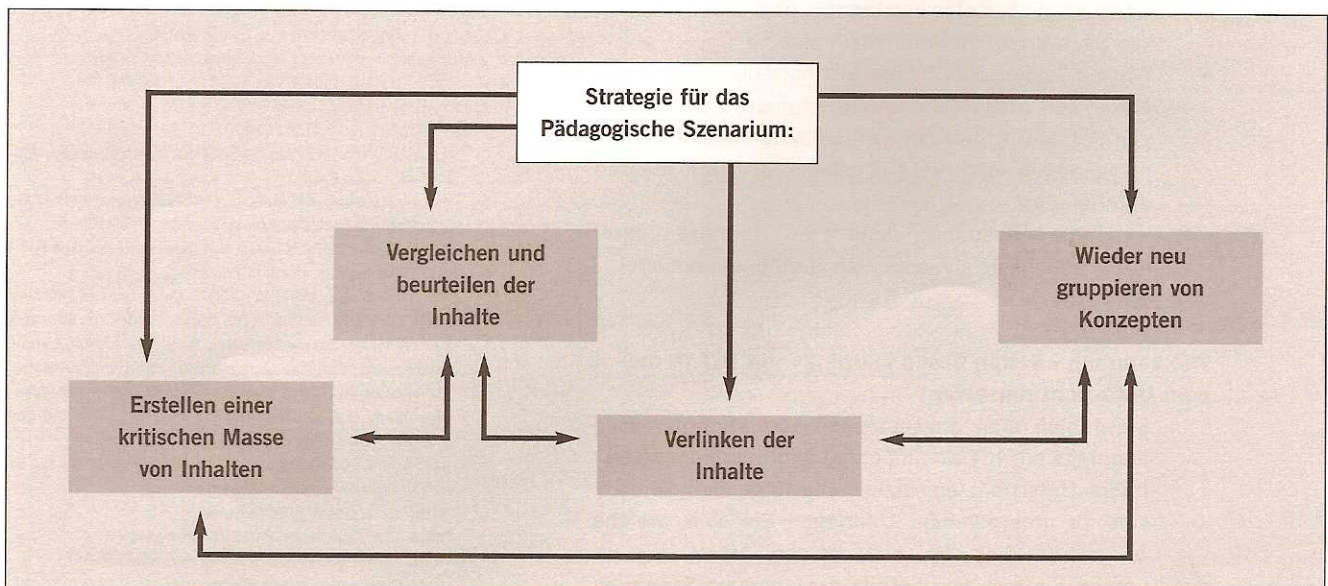 Strategie für das
Pädagogische Szenarium:
Vergleichen und
beurteilen der
Inhalte
Wieder neu
gruppieren von
Konzepten
Erstellen einer
kritischen Masse
von Inhalten
Verlinken der
Inhalte